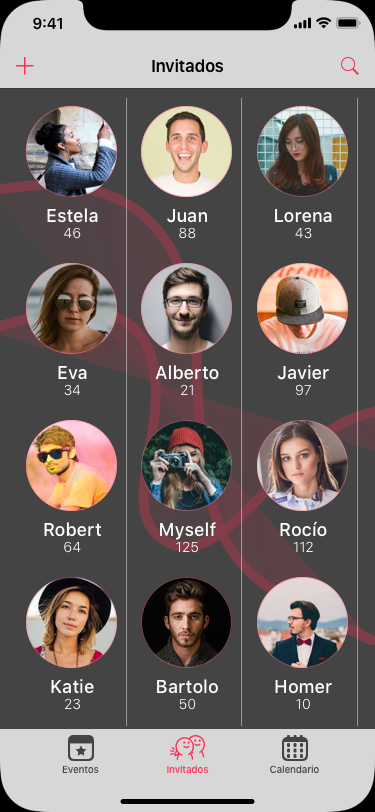 9:41
Invitados
Estela
Juan
Lorena
46
88
43
Eva
Alberto
Javier
34
21
97
Robert
Myself
Rocío
64
125
112
Katie
Bartolo
Homer
23
50
10
Eventos
Invitados
Calendario